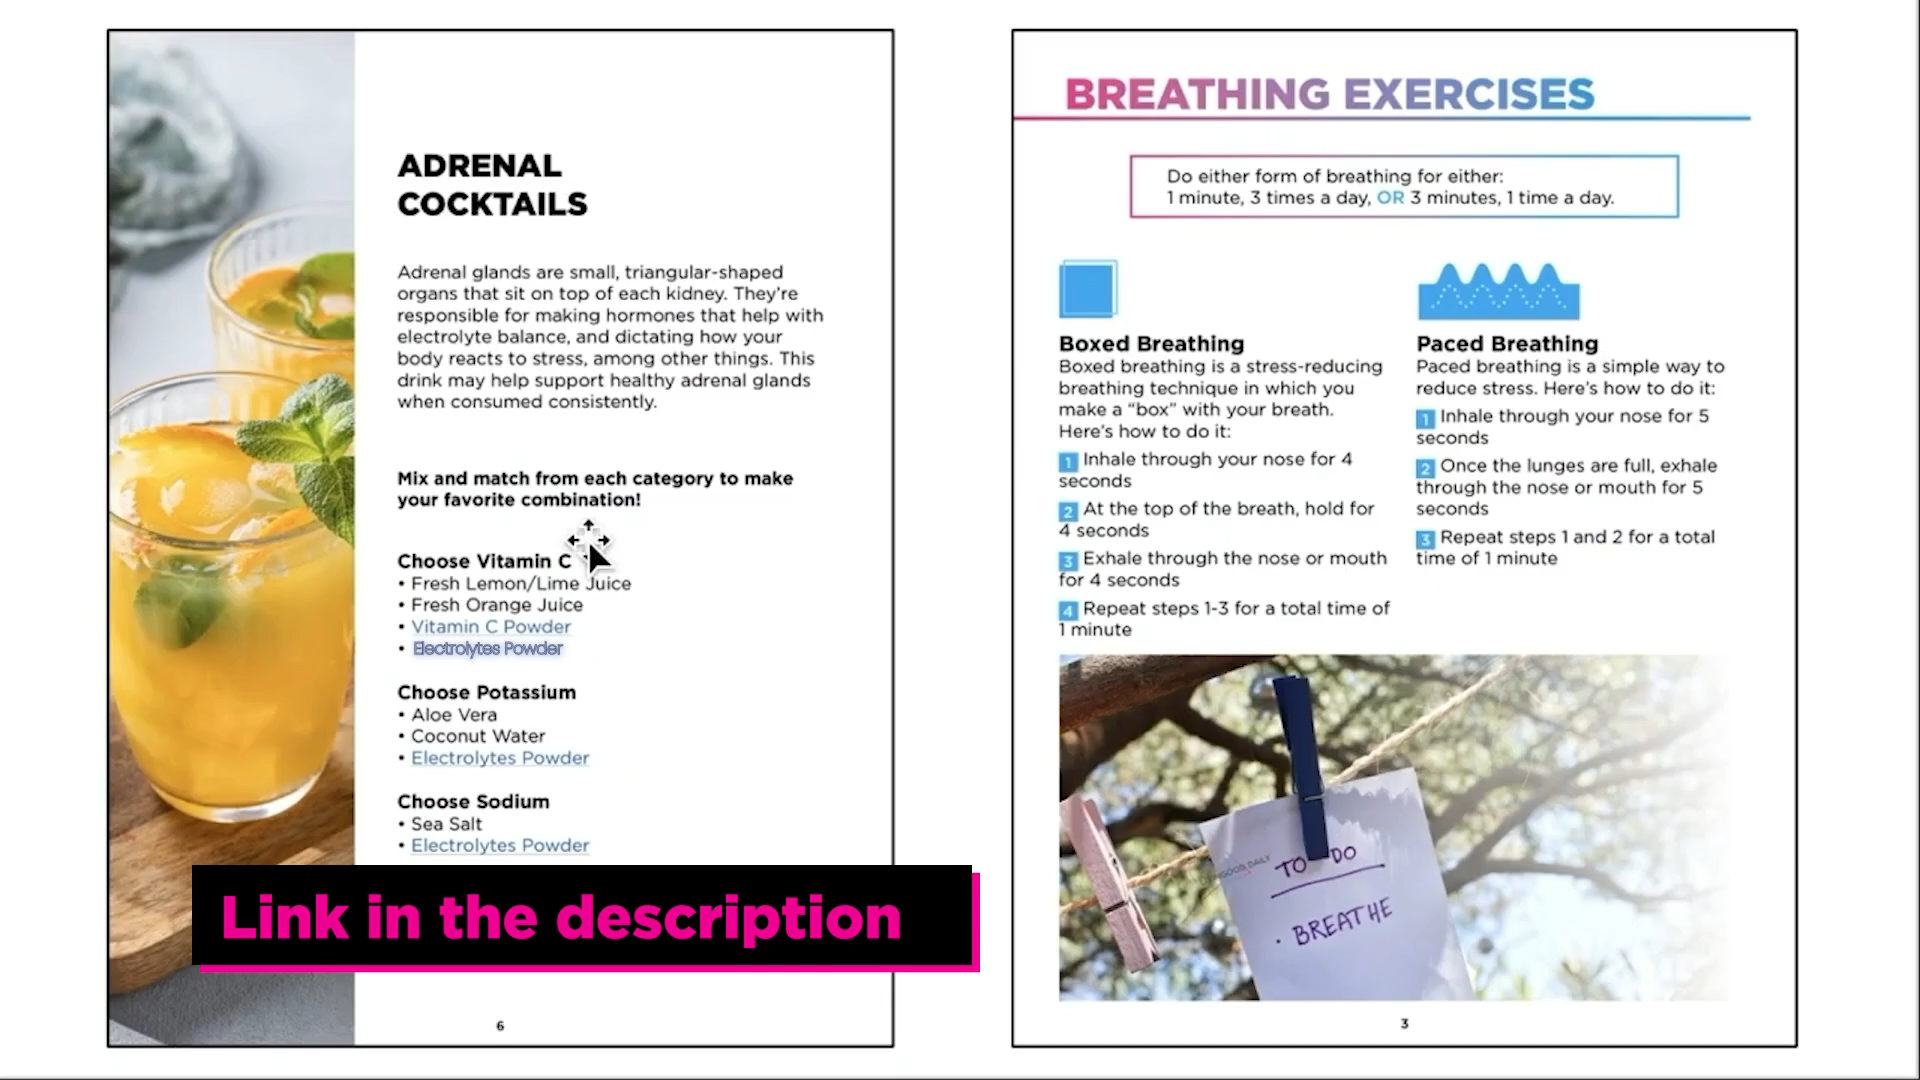 ADRENAL
COCKTAILS
Adrenal glands are small, triangular-shaped
organs that sit on top of each kidney. They're
responsible for making hormones that help with
electrolyte balance, and dictating how your
body reacts to stress, among other things. This
drink may help support healthy adrenal glands
when consumed consistently.
Mix and match from each category to make
your favorite combination!
Choose Vitamin C
• Fresh Lemon/Lime Juice
• Fresh Orange Juice
• Vitamin C Powder
• Electrolytes Powder
Choose Potassium
• Aloe Vera
• Coconut Water
• Electrolytes Powder
Choose Sodium
• Sea Salt
• Electrolytes Powder
Link in the description
6
BREATHING EXERCISES
Do either form of breathing for either:
1 minute, 3 times a day, OR 3 minutes, 1 time a day.
Boxed Breathing
Boxed breathing is a stress-reducing
breathing technique in which you
make a “box” with your breath.
Here's how to do it:
1 Inhale through your nose for 4
seconds
2 At the top of the breath, hold for
4 seconds
3 Exhale through the nose or mouth
for 4 seconds
4 Repeat steps 1-3 for a total time of
1 minute
Paced Breathing
Paced breathing is a simple way to
reduce stress. Here's how to do it:
1 Inhale through your nose for 5
seconds
2 Once the lunges are full, exhale
through the nose or mouth for 5
seconds
3 Repeat steps 1 and 2 for a total
time of 1 minute
TO DO
• BREATHE
3